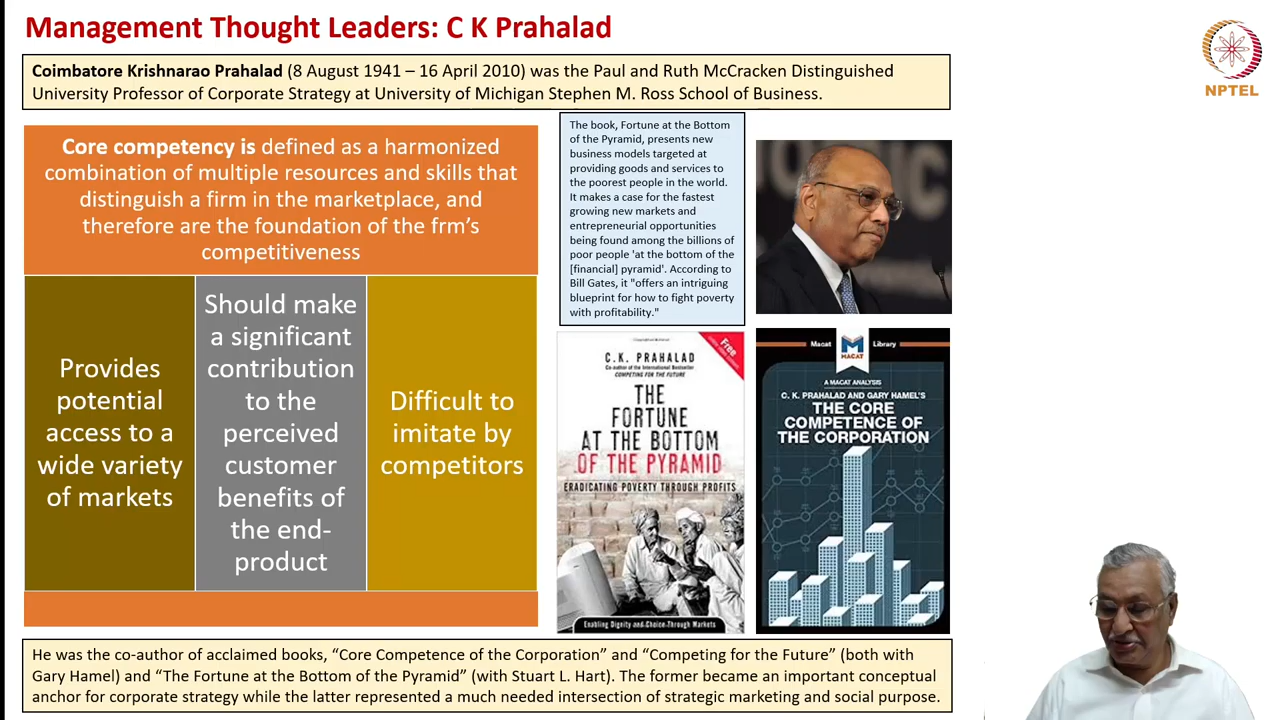 Management Thought Leaders: C K Prahalad
NPTEL
Coimbatore Krishnarao Prahalad (8 August 1941 – 16 April 2010) was the Paul and Ruth McCracken Distinguished
University Professor of Corporate Strategy at University of Michigan Stephen M. Ross School of Business.
Core competency is defined as a harmonized
combination of multiple resources and skills that
distinguish a firm in the marketplace, and
therefore are the foundation of the frm’s
competitiveness
Provides
potential
access to a
wide variety
of markets
Should make
a significant
contribution
to the
perceived
customer
benefits of
the end-
product
Difficult to
imitate by
competitors
The book, Fortune at the Bottom
of the Pyramid, presents new
business models targeted at
providing goods and services to
the poorest people in the world.
It makes a case for the fastest
growing new markets and
entrepreneurial opportunities
being found among the billions of
poor people 'at the bottom of the
[financial] pyramid'. According to
Bill Gates, it "offers an intriguing
blueprint for how to fight poverty
with profitability."
Free
C.K. PRAHALAD
Co-author of the International Bestseller
COMPETING FOR THE FUTURE
THE
FORTUNE
AT THE BOTTOM
OF THE PYRAMID
ERADICATING POVERTY THROUGH PROFITS
Enabling Dignity and Choice Through Markets
Macat Library
MACAT
A MACAT ANALYSIS
C. K. PRAHALAD AND GARY HAMEL'S
THE CORE
COMPETENCE OF
THE CORPORATION
He was the co-author of acclaimed books, “Core Competence of the Corporation” and “Competing for the Future” (both with
Gary Hamel) and “The Fortune at the Bottom of the Pyramid” (with Stuart L. Hart). The former became an important conceptual
anchor for corporate strategy while the latter represented a much needed intersection of strategic marketing and social purpose.